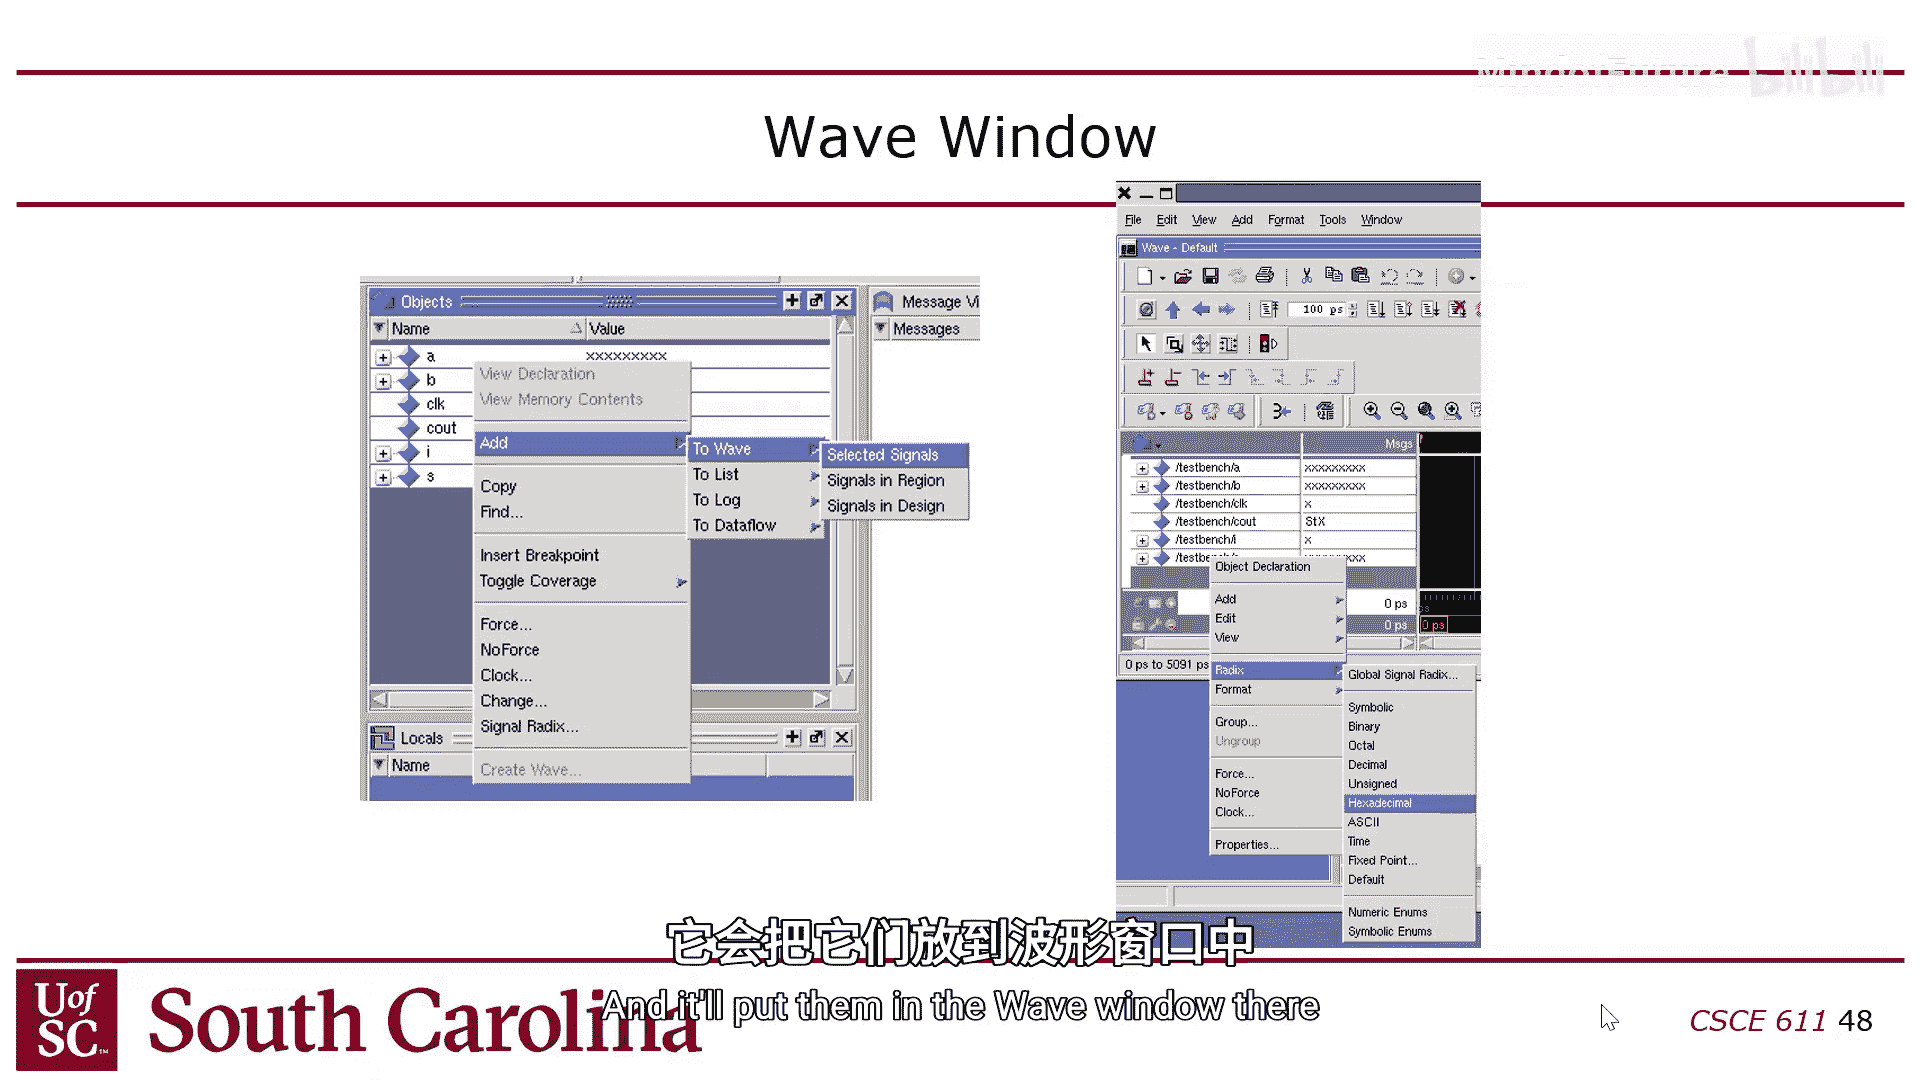 bilibili
Wave Window
Objects
Name
Value
a
xxxxxxxxx
b
clk
cout
i
s
View Declaration
View Memory Contents
Add
Copy
Find...
Insert Breakpoint
Toggle Coverage
Force...
NoForce
Clock...
Change...
Signal Radix...
Create Wave...
To Wave
To List
To Log
To Dataflow
Selected Signals
Signals in Region
Signals in Design
Message Vi
Messages
Locals
Name
File Edit View Add Format Tools Window
Wave - Default
100 ps
Msgs
/testbench/a xxxxxxxxx
/testbench/b xxxxxxxxx
/testbench/clk x
/testbench/cout StX
/testbench/i x
0 ps
0 ps
0 ps
0 ps to 5091 ps
Object Declaration
Add
Edit
View
Radix
Format
Group...
Ungroup
Force...
NoForce
Clock...
Properties...
Global Signal Radix...
Symbolic
Binary
Octal
Decimal
Unsigned
Hexadecimal
ASCII
Time
Fixed Point...
Default
Numeric Enums
Symbolic Enums
它会把它们放到波形窗口中
And it'll put them in the Wave window there
UofSC
South Carolina
CSCE 611 48